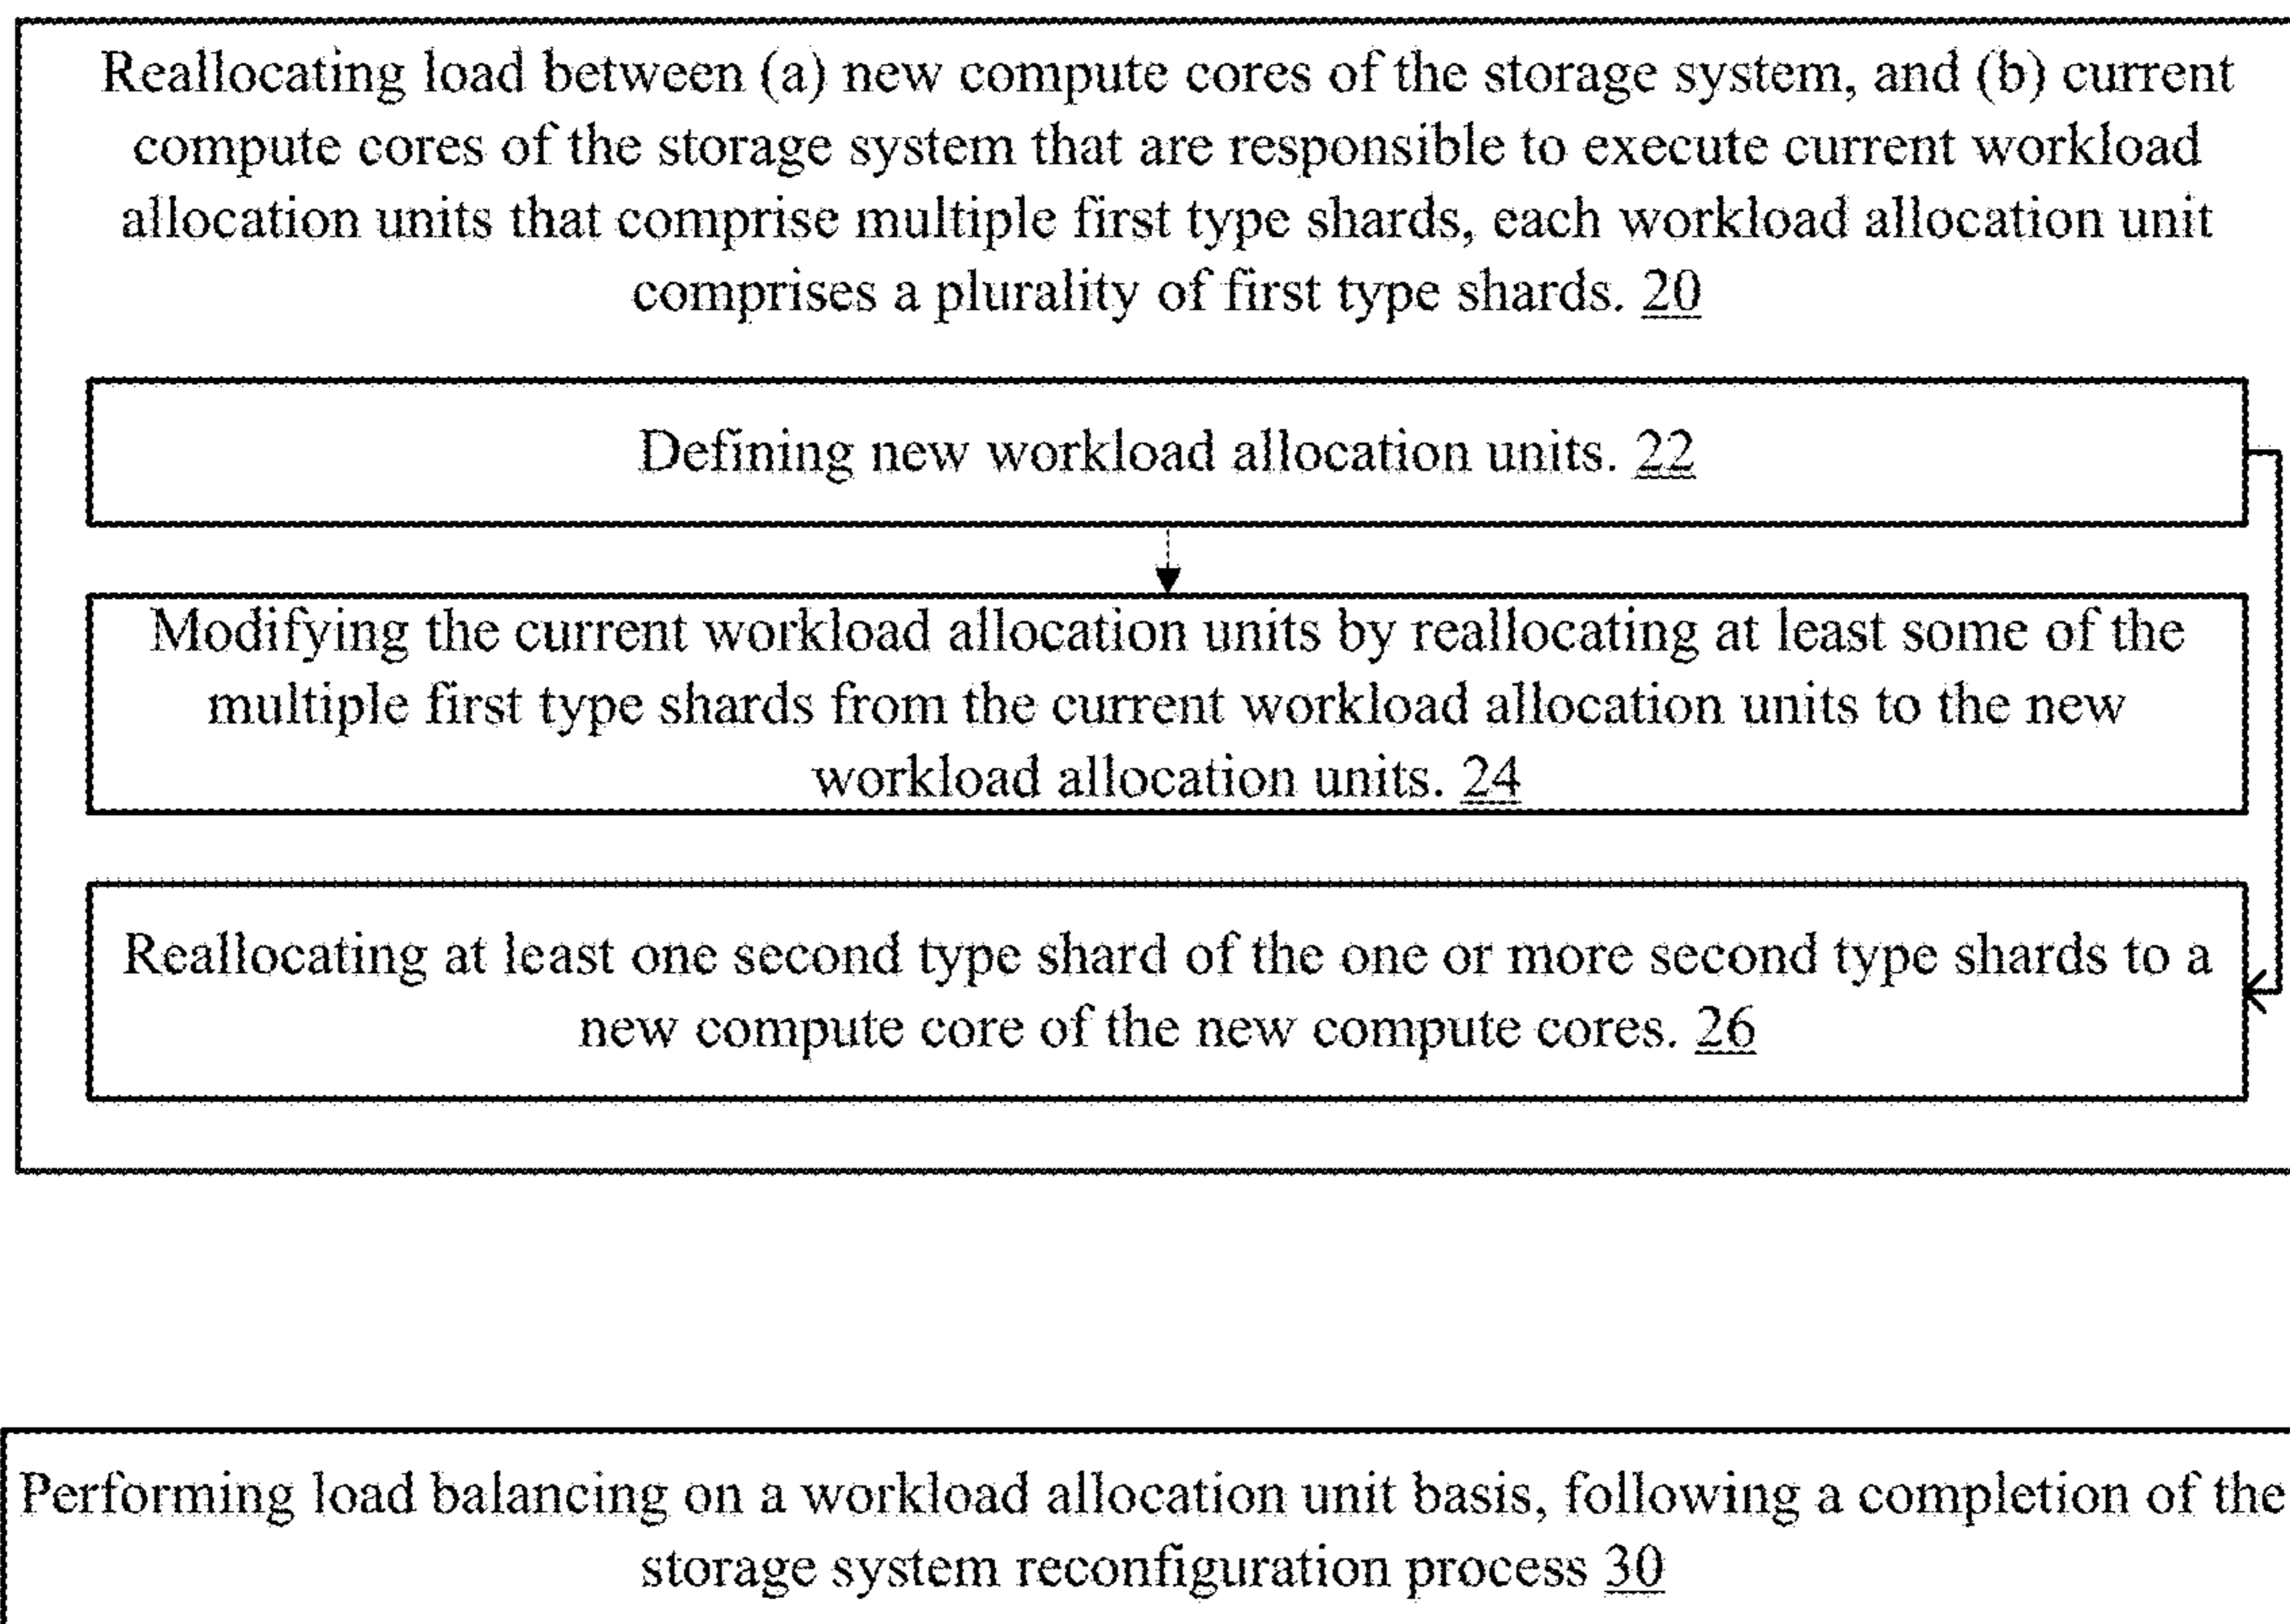 Reallocating load between (a) new compute cores of the storage system, and (b) current
compute cores of the storage system that are responsible to execute current workload
allocation units that comprise multiple first type shards, each workload allocation unit
comprises a plurality of first type shards. 20
Defining new workload allocation units. 22
Modifying the current workload allocation units by reallocating at least some of the
multiple first type shards from the current workload allocation units to the new
workload allocation units. 24
Reallocating at least one second type shard of the one or more second type shards to a
new compute core of the new compute cores. 26
Performing load balancing on a workload allocation unit basis, following a completion of the
storage system reconfiguration process 30